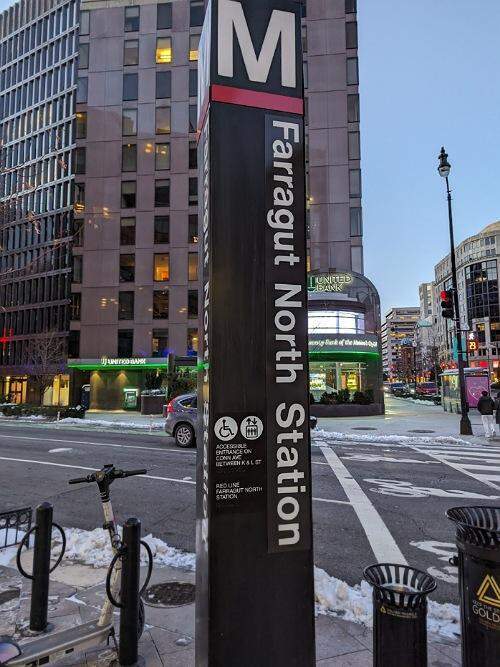 M
Farragut North Station
ACCESSIBLE
ENTRANCE ON
CONN AVE
BETWEEN K & L ST
RED LINE
FARRAGUT NORTH
STATION
UNITED
BANK
UNITED BANK
GOLD